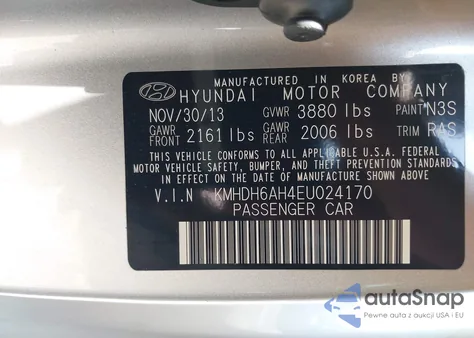 MANUFACTURED IN KOREA BY
HYUNDAI MOTOR COMPANY
NOV/30/13 GVWR 3880 lbs PAINT N3S
GAWR FRONT 2161 lbs GAWR REAR 2006 lbs TRIM RAS
THIS VEHICLE CONFORMS TO ALL APPLICABLE U.S.A. FEDERAL
MOTOR VEHICLE SAFETY, BUMPER, AND THEFT PREVENTION STANDARDS
IN EFFECT ON THE DATE OF MANUFACTURE SHOWN ABOVE
V.I.N KMHDH6AH4EU024170
PASSENGER CAR
autaSnap
Pewne auta z aukcji USA i EU